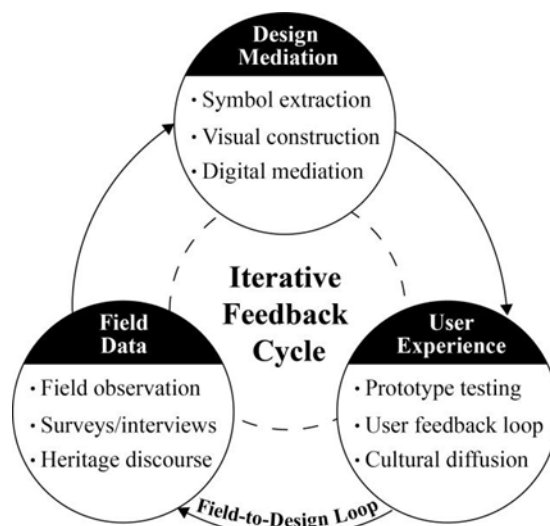 Design
Mediation
· Symbol extraction
· Visual construction
· Digital mediation
Iterative
Feedback
Cycle
Field
Data
· Field observation
· Surveys/interviews
· Heritage discourse
User
Experience
· Prototype testing
· User feedback loop
· Cultural diffusion
Field-to-Design Loop